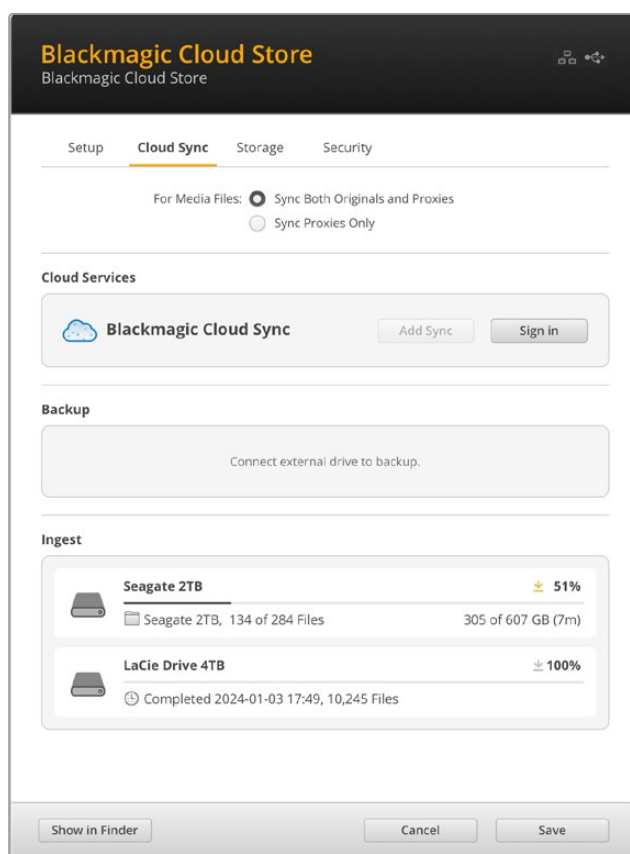 Blackmagic Cloud Store
Blackmagic Cloud Store
Setup Cloud Sync Storage Security
For Media Files: Sync Both Originals and Proxies
Sync Proxies Only
Cloud Services
Blackmagic Cloud Sync Add Sync Sign in
Backup
Connect external drive to backup.
Ingest
Seagate 2TB 51%
Seagate 2TB, 134 of 284 Files 305 of 607 GB (7m)
LaCie Drive 4TB 100%
Completed 2024-01-03 17:49, 10,245 Files
Show in Finder Cancel Save